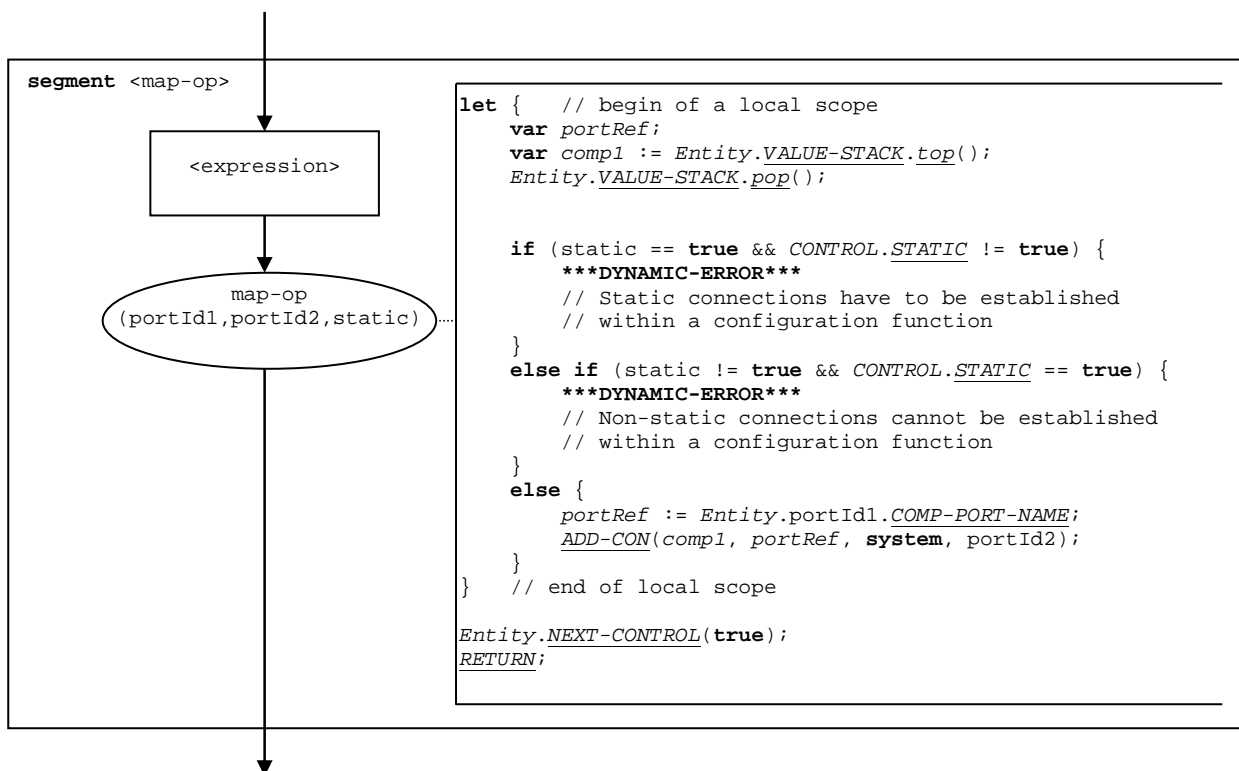 segment <map-op>
<expression>
map-op
(portId1,portId2,static)
let { // begin of a local scope
var portRef;
var comp1 := Entity.VALUE-STACK.top();
Entity.VALUE-STACK.pop();
if (static == true && CONTROL.STATIC != true) {
***DYNAMIC-ERROR***
// Static connections have to be established
// within a configuration function
}
else if (static != true && CONTROL.STATIC == true) {
***DYNAMIC-ERROR***
// Non-static connections cannot be established
// within a configuration function
}
else {
portRef := Entity.portId1.COMP-PORT-NAME;
ADD-CON(comp1, portRef, system, portId2);
}
} // end of local scope
Entity.NEXT-CONTROL(true);
RETURN;